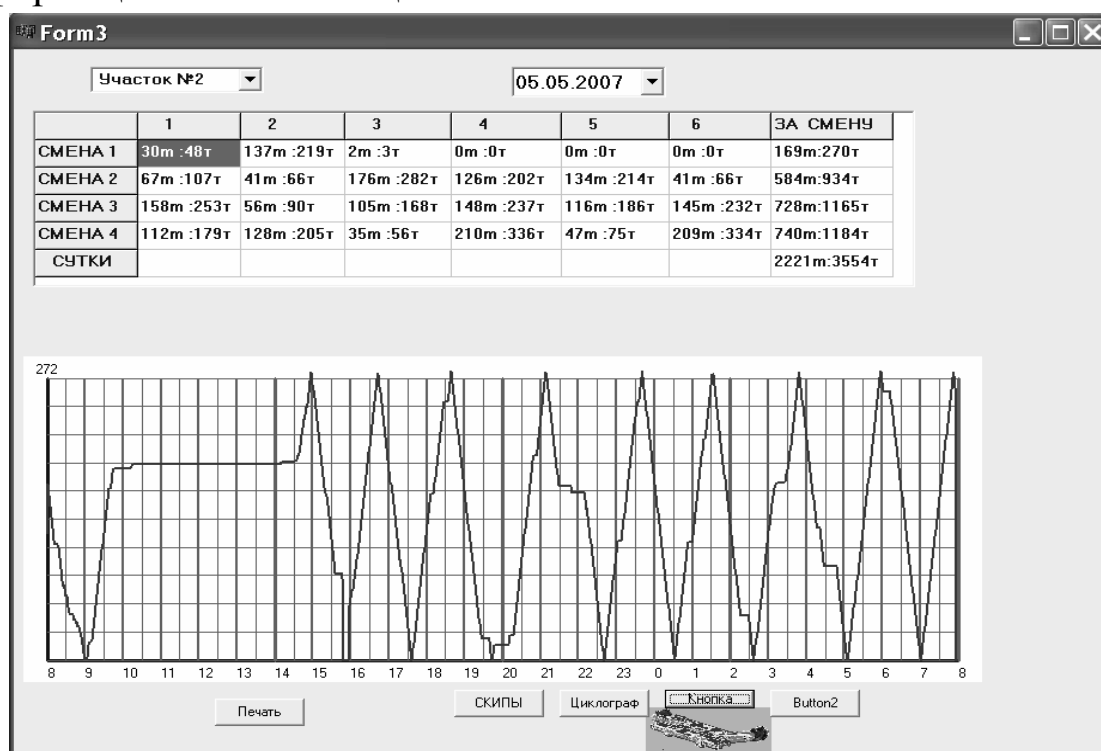 Form3
Участок №2 05.05.2007
1 2 3 4 5 6 ЗА СМЕНУ
СМЕНА 1 30m :48т 137m :219т 2m :3т 0m :0т 0m :0т 0m :0т 169m:270т
СМЕНА 2 67m :107т 41m :66т 176m :282т 126m :202т 134m :214т 41m :66т 584m:934т
СМЕНА 3 158m :253т 56m :90т 105m :168т 148m :237т 116m :186т 145m :232т 728m:1165т
СМЕНА 4 112m :179т 128m :205т 35m :56т 210m :336т 47m :75т 209m :334т 740m:1184т
СУТКИ 2221m:3554т
272
8 9 10 11 12 13 14 15 16 17 18 19 20 21 22 23 0 1 2 3 4 5 6 7 8
Печать СКИПЫ Циклограф Кнопка Button2